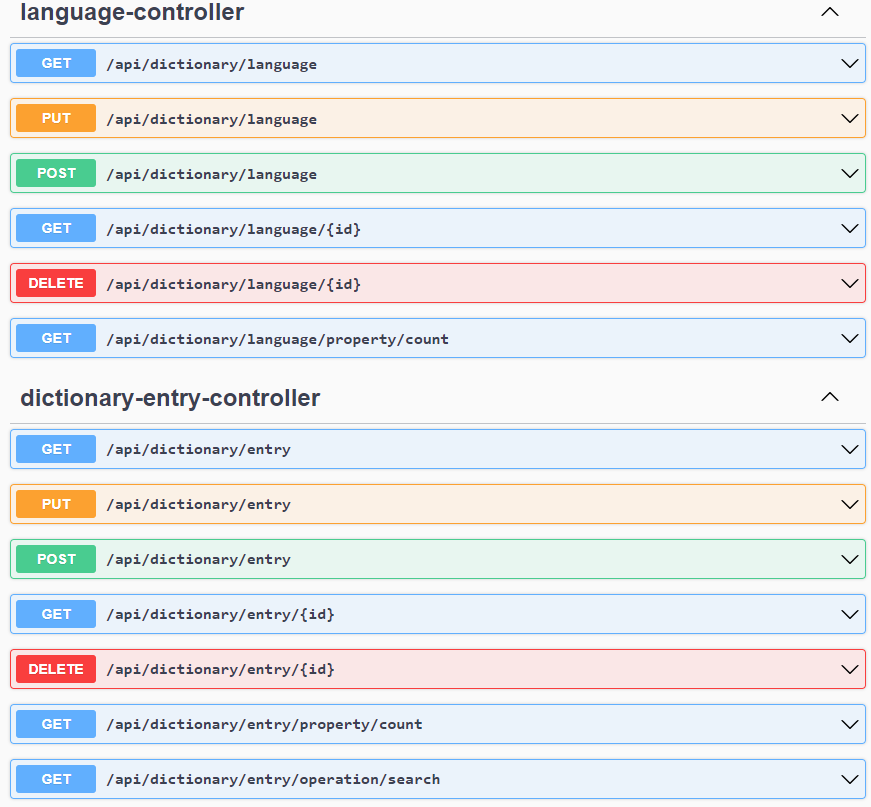 language-controller
GET /api/dictionary/language
PUT /api/dictionary/language
POST /api/dictionary/language
GET /api/dictionary/language/{id}
DELETE /api/dictionary/language/{id}
GET /api/dictionary/language/property/count
dictionary-entry-controller
GET /api/dictionary/entry
PUT /api/dictionary/entry
POST /api/dictionary/entry
GET /api/dictionary/entry/{id}
DELETE /api/dictionary/entry/{id}
GET /api/dictionary/entry/property/count
GET /api/dictionary/entry/operation/search